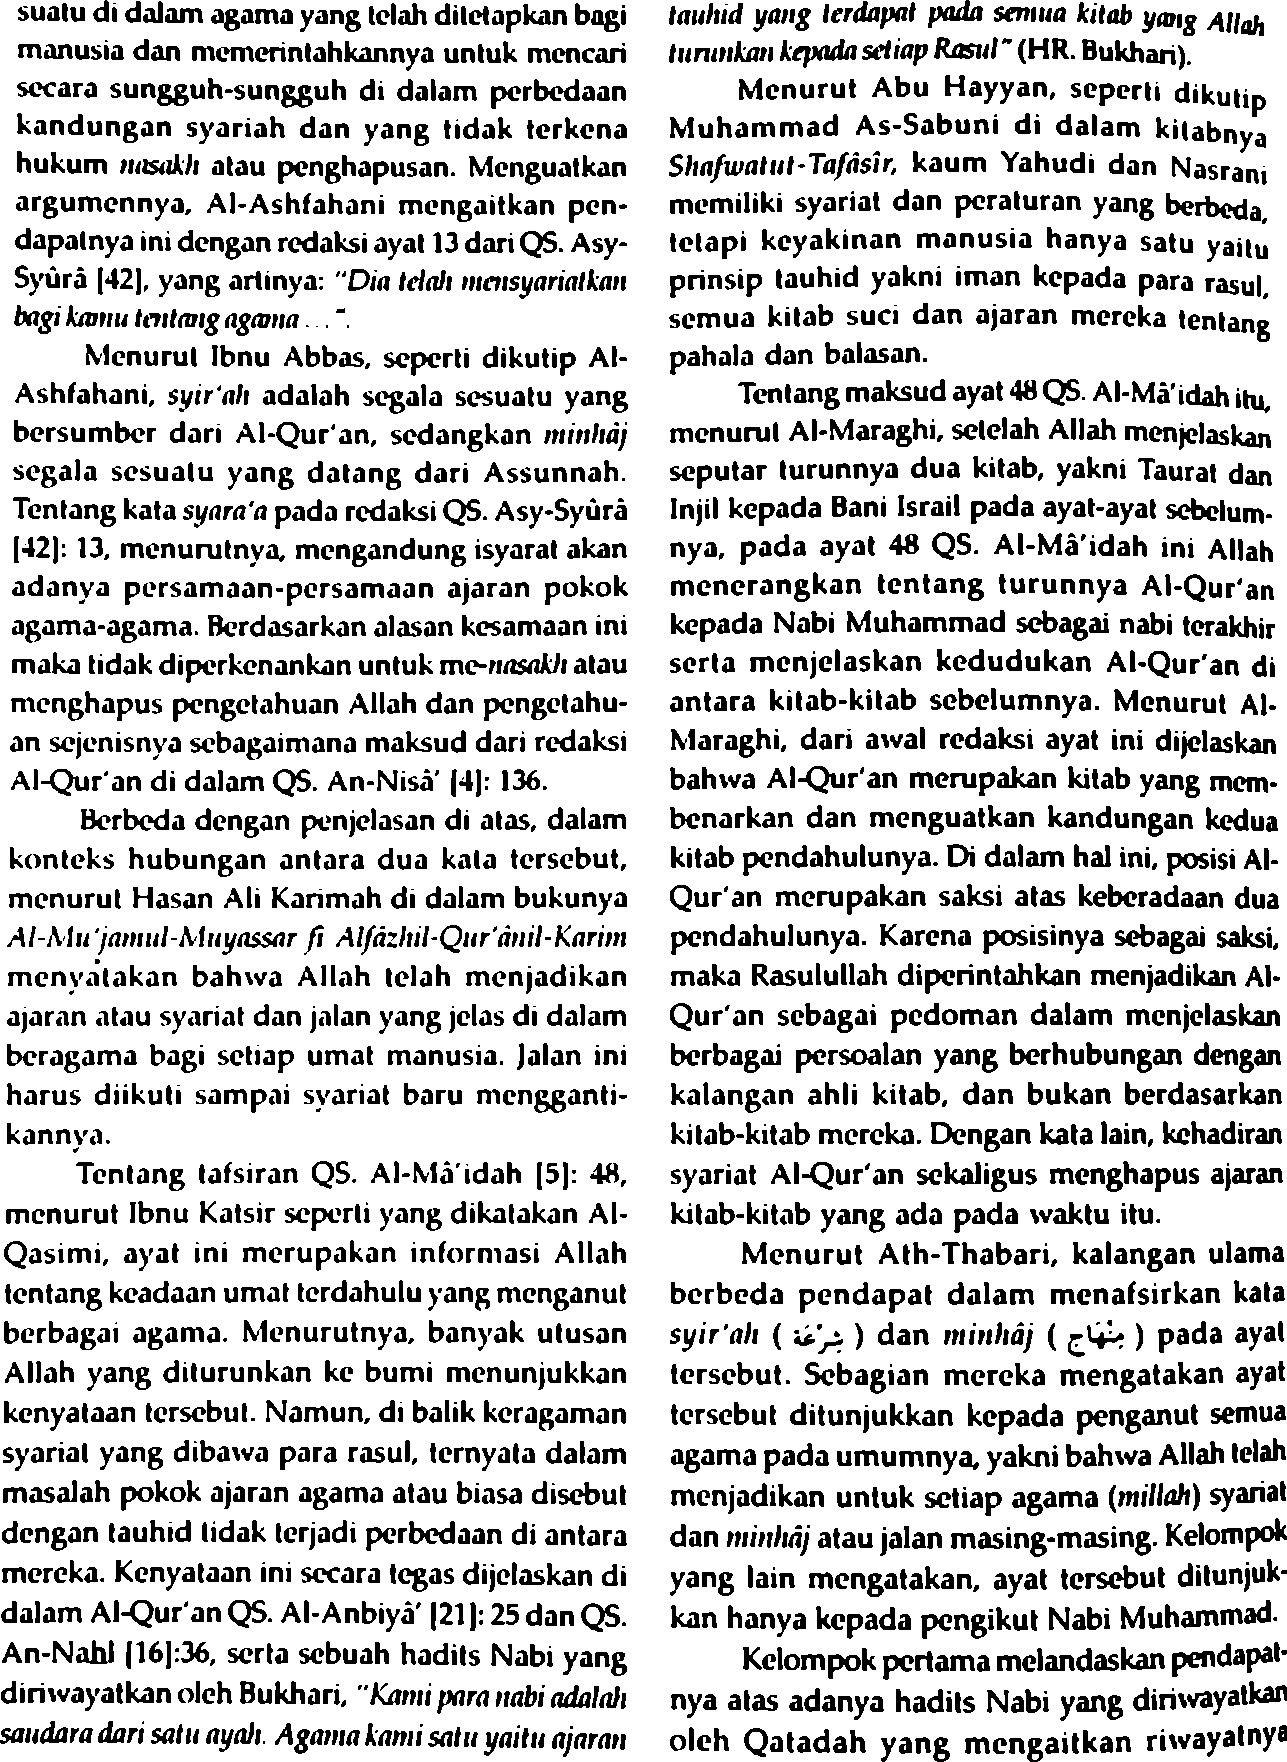 suatu di dalam agama yang telah ditetapkan bagi
manusia dan memerintahkannya untuk mencari
secara sungguh-sungguh di dalam perbedaan
kandungan syariah dan yang tidak terkena
hukum nasakh atau penghapusan. Menguatkan
argumennya, Al-Ashfahani mengaitkan pen-
dapatnya ini dengan redaksi ayat 13 dari QS. Asy-
Syûrâ [42], yang artinya: "Dia telah mensyariatkan
bagi kamu tentang agama ... ".
Menurut Ibnu Abbas, seperti dikutip Al-
Ashfahani, syir'ah adalah segala sesuatu yang
bersumber dari Al-Qur'an, sedangkan minhâj
segala sesuatu yang datang dari Assunnah.
Tentang kata syara'a pada redaksi QS. Asy-Syûrâ
[42]: 13, menurutnya, mengandung isyarat akan
adanya persamaan-persamaan ajaran pokok
agama-agama. Berdasarkan alasan kesamaan ini
maka tidak diperkenankan untuk me-nasakh atau
menghapus pengetahuan Allah dan pengetahu-
an sejenisnya sebagaimana maksud dari redaksi
Al-Qur'an di dalam QS. An-Nisâ' [4]: 136.
Berbeda dengan penjelasan di atas, dalam
konteks hubungan antara dua kata tersebut,
menurut Hasan Ali Karimah di dalam bukunya
Al-Mu'jamul-Muyassar fî Alfâzhil-Qur'ânil-Karim
menyatakan bahwa Allah telah menjadikan
ajaran atau syariat dan jalan yang jelas di dalam
beragama bagi setiap umat manusia. Jalan ini
harus diikuti sampai syariat baru mengganti-
kannya.
Tentang tafsiran QS. Al-Mâ'idah [5]: 48,
menurut Ibnu Katsir seperti yang dikatakan Al-
Qasimi, ayat ini merupakan informasi Allah
tentang keadaan umat terdahulu yang menganut
berbagai agama. Menurutnya, banyak utusan
Allah yang diturunkan ke bumi menunjukkan
kenyataan tersebut. Namun, di balik keragaman
syariat yang dibawa para rasul, ternyata dalam
masalah pokok ajaran agama atau biasa disebut
dengan tauhid tidak terjadi perbedaan di antara
mereka. Kenyataan ini secara tegas dijelaskan di
dalam Al-Qur'an QS. Al-Anbiyâ' [21]: 25 dan QS.
An-Nahl [16]:36, serta sebuah hadits Nabi yang
diriwayatkan oleh Bukhari, "Kami para nabi adalah
saudara dari satu ayah. Agama kami satu yaitu ajaran
tauhid yang terdapat pada semua kitab yang Allah
turunkan kepada setiap Rasul" (HR. Bukhari).
Menurut Abu Hayyan, seperti dikutip
Muhammad As-Sabuni di dalam kitabnya
Shafwatut-Tafâsîr, kaum Yahudi dan Nasrani
memiliki syariat dan peraturan yang berbeda,
tetapi keyakinan manusia hanya satu yaitu
prinsip tauhid yakni iman kepada para rasul,
semua kitab suci dan ajaran mereka tentang
pahala dan balasan.
Tentang maksud ayat 48 QS. Al-Mâ'idah itu,
menurut Al-Maraghi, setelah Allah menjelaskan
seputar turunnya dua kitab, yakni Taurat dan
Injil kepada Bani Israil pada ayat-ayat sebelum-
nya, pada ayat 48 QS. Al-Mâ'idah ini Allah
menerangkan tentang turunnya Al-Qur'an
kepada Nabi Muhammad sebagai nabi terakhir
serta menjelaskan kedudukan Al-Qur'an di
antara kitab-kitab sebelumnya. Menurut Al-
Maraghi, dari awal redaksi ayat ini dijelaskan
bahwa Al-Qur'an merupakan kitab yang mem-
benarkan dan menguatkan kandungan kedua
kitab pendahulunya. Di dalam hal ini, posisi Al-
Qur'an merupakan saksi atas keberadaan dua
pendahulunya. Karena posisinya sebagai saksi,
maka Rasulullah diperintahkan menjadikan Al-
Qur'an sebagai pedoman dalam menjelaskan
berbagai persoalan yang berhubungan dengan
kalangan ahli kitab, dan bukan berdasarkan
kitab-kitab mereka. Dengan kata lain, kehadiran
syariat Al-Qur'an sekaligus menghapus ajaran
kitab-kitab yang ada pada waktu itu.
Menurut Ath-Thabari, kalangan ulama
berbeda pendapat dalam menafsirkan kata
syir'ah ( شِرْعَة ) dan minhâj ( مِنْهَاج ) pada ayat
tersebut. Sebagian mereka mengatakan ayat
tersebut ditunjukkan kepada penganut semua
agama pada umumnya, yakni bahwa Allah telah
menjadikan untuk setiap agama (millah) syariat
dan minhâj atau jalan masing-masing. Kelompok
yang lain mengatakan, ayat tersebut ditunjuk-
kan hanya kepada pengikut Nabi Muhammad.
Kelompok pertama melandaskan pendapat-
nya atas adanya hadits Nabi yang diriwayatkan
oleh Qatadah yang mengaitkan riwayatnya